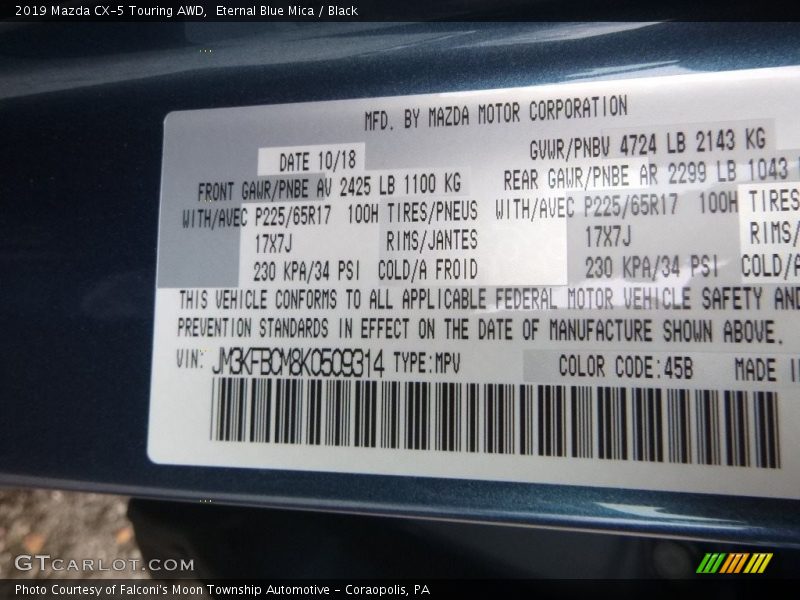 2019 Mazda CX-5 Touring AWD, Eternal Blue Mica / Black
MFD. BY MAZDA MOTOR CORPORATION
DATE 10/18 GVWR/PNBV 4724 LB 2143 KG
FRONT GAWR/PNBE AV 2425 LB 1100 KG REAR GAWR/PNBE AR 2299 LB 1043
WITH/AVEC P225/65R17 100H TIRES/PNEUS WITH/AVEC P225/65R17 100H TIRES
17X7J RIMS/JANTES 17X7J RIMS/
230 KPA/34 PSI COLD/A FROID 230 KPA/34 PSI COLD/A
THIS VEHICLE CONFORMS TO ALL APPLICABLE FEDERAL MOTOR VEHICLE SAFETY AND
PREVENTION STANDARDS IN EFFECT ON THE DATE OF MANUFACTURE SHOWN ABOVE.
VIN: JM3KFBCM8K0509314 TYPE:MPV COLOR CODE:45B MADE
GTCARLOT.COM
Photo Courtesy of Falconi's Moon Township Automotive - Coraopolis, PA